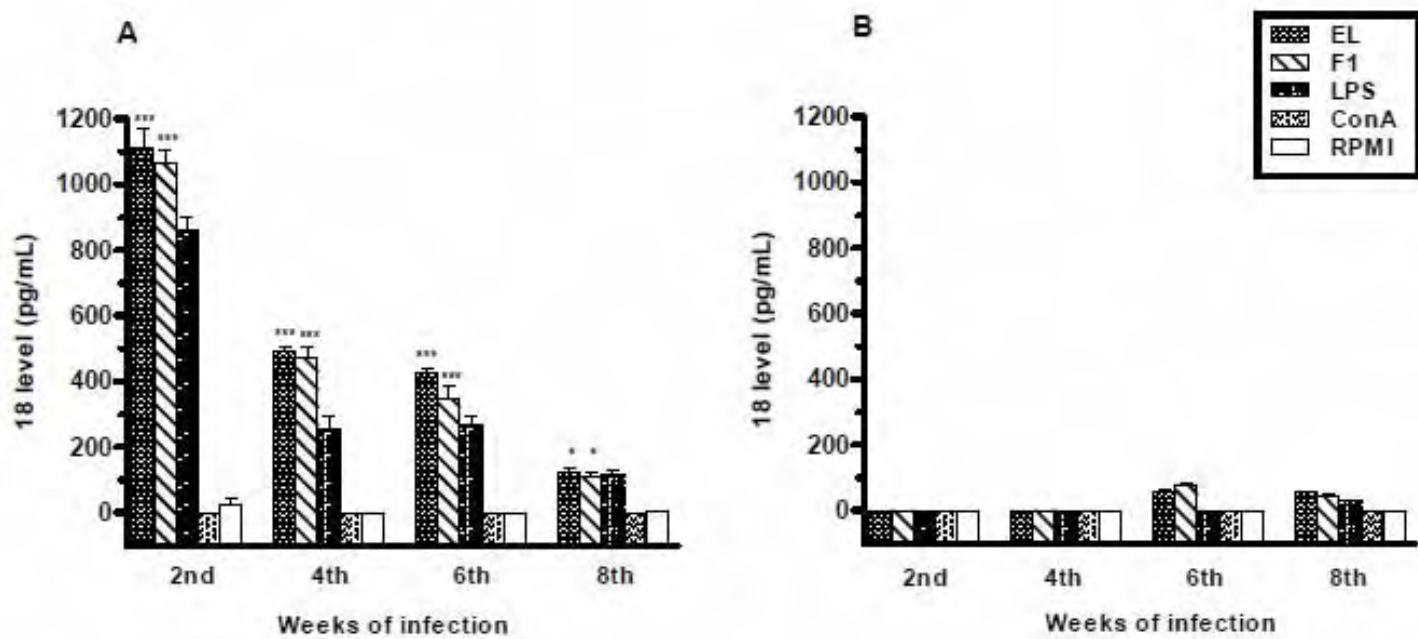 A
1200
1000
800
600
400
200
0
18 level (pg/mL)
*** ***
*** ***
*** ***
* *
2nd 4th 6th 8th
Weeks of infection
B
1200
1000
800
600
400
200
0
18 level (pg/mL)
2nd 4th 6th 8th
Weeks of infection
EL
F1
LPS
ConA
RPMI